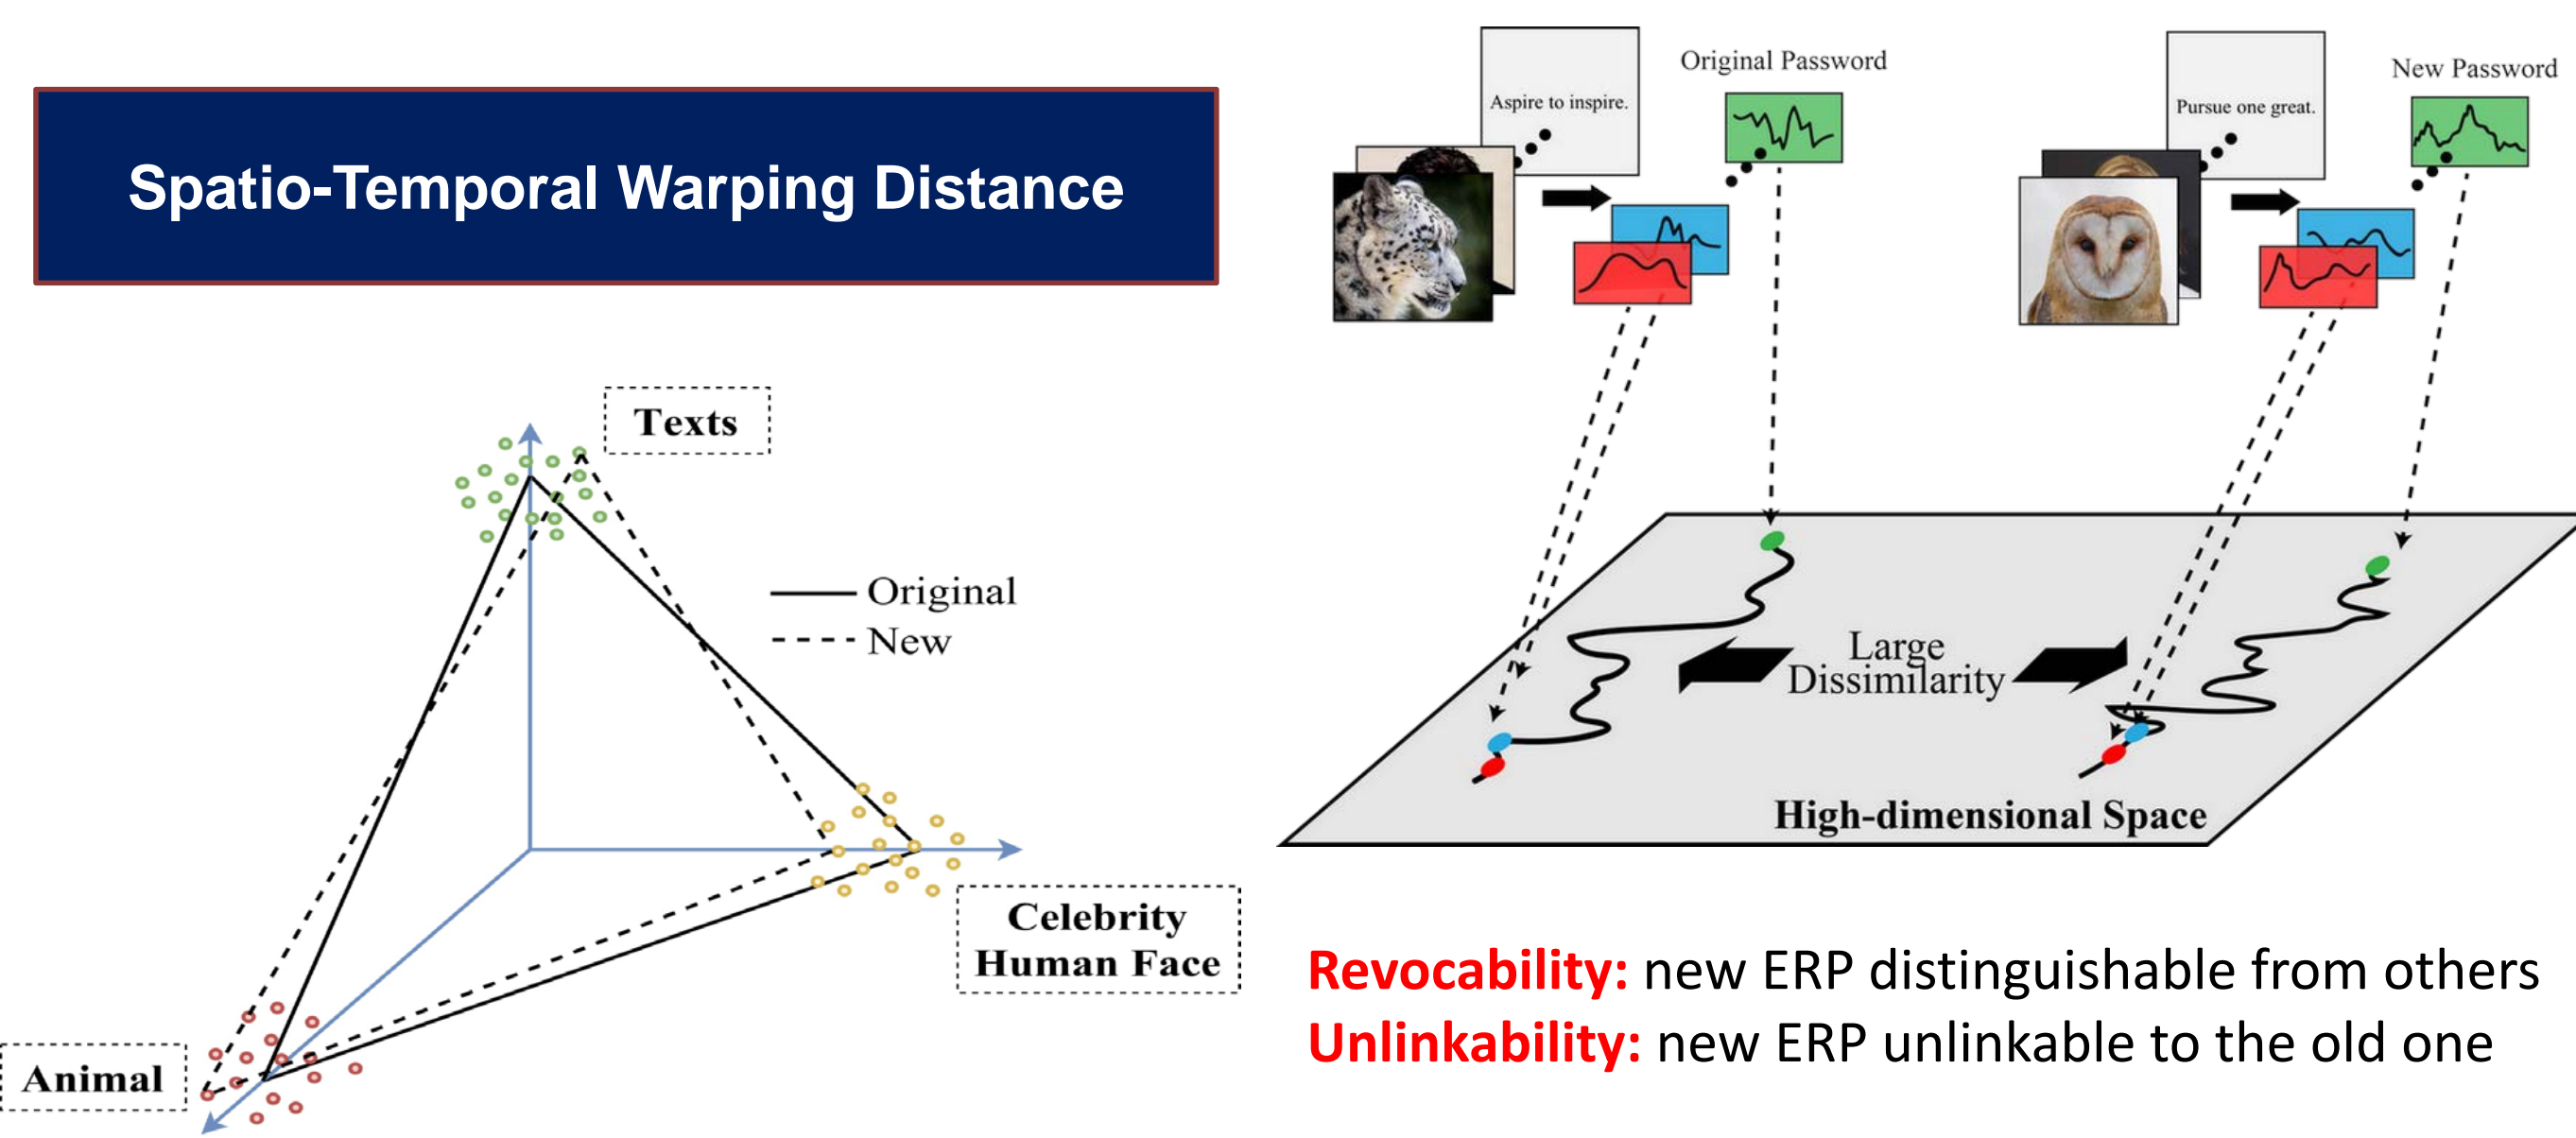 Spatio-Temporal Warping Distance
Texts
Original
New
Celebrity
Human Face
Animal
Original Password
Aspire to inspire.
New Password
Pursue one great.
Large
Dissimilarity
High-dimensional Space
Revocability: new ERP distinguishable from others
Unlinkability: new ERP unlinkable to the old one